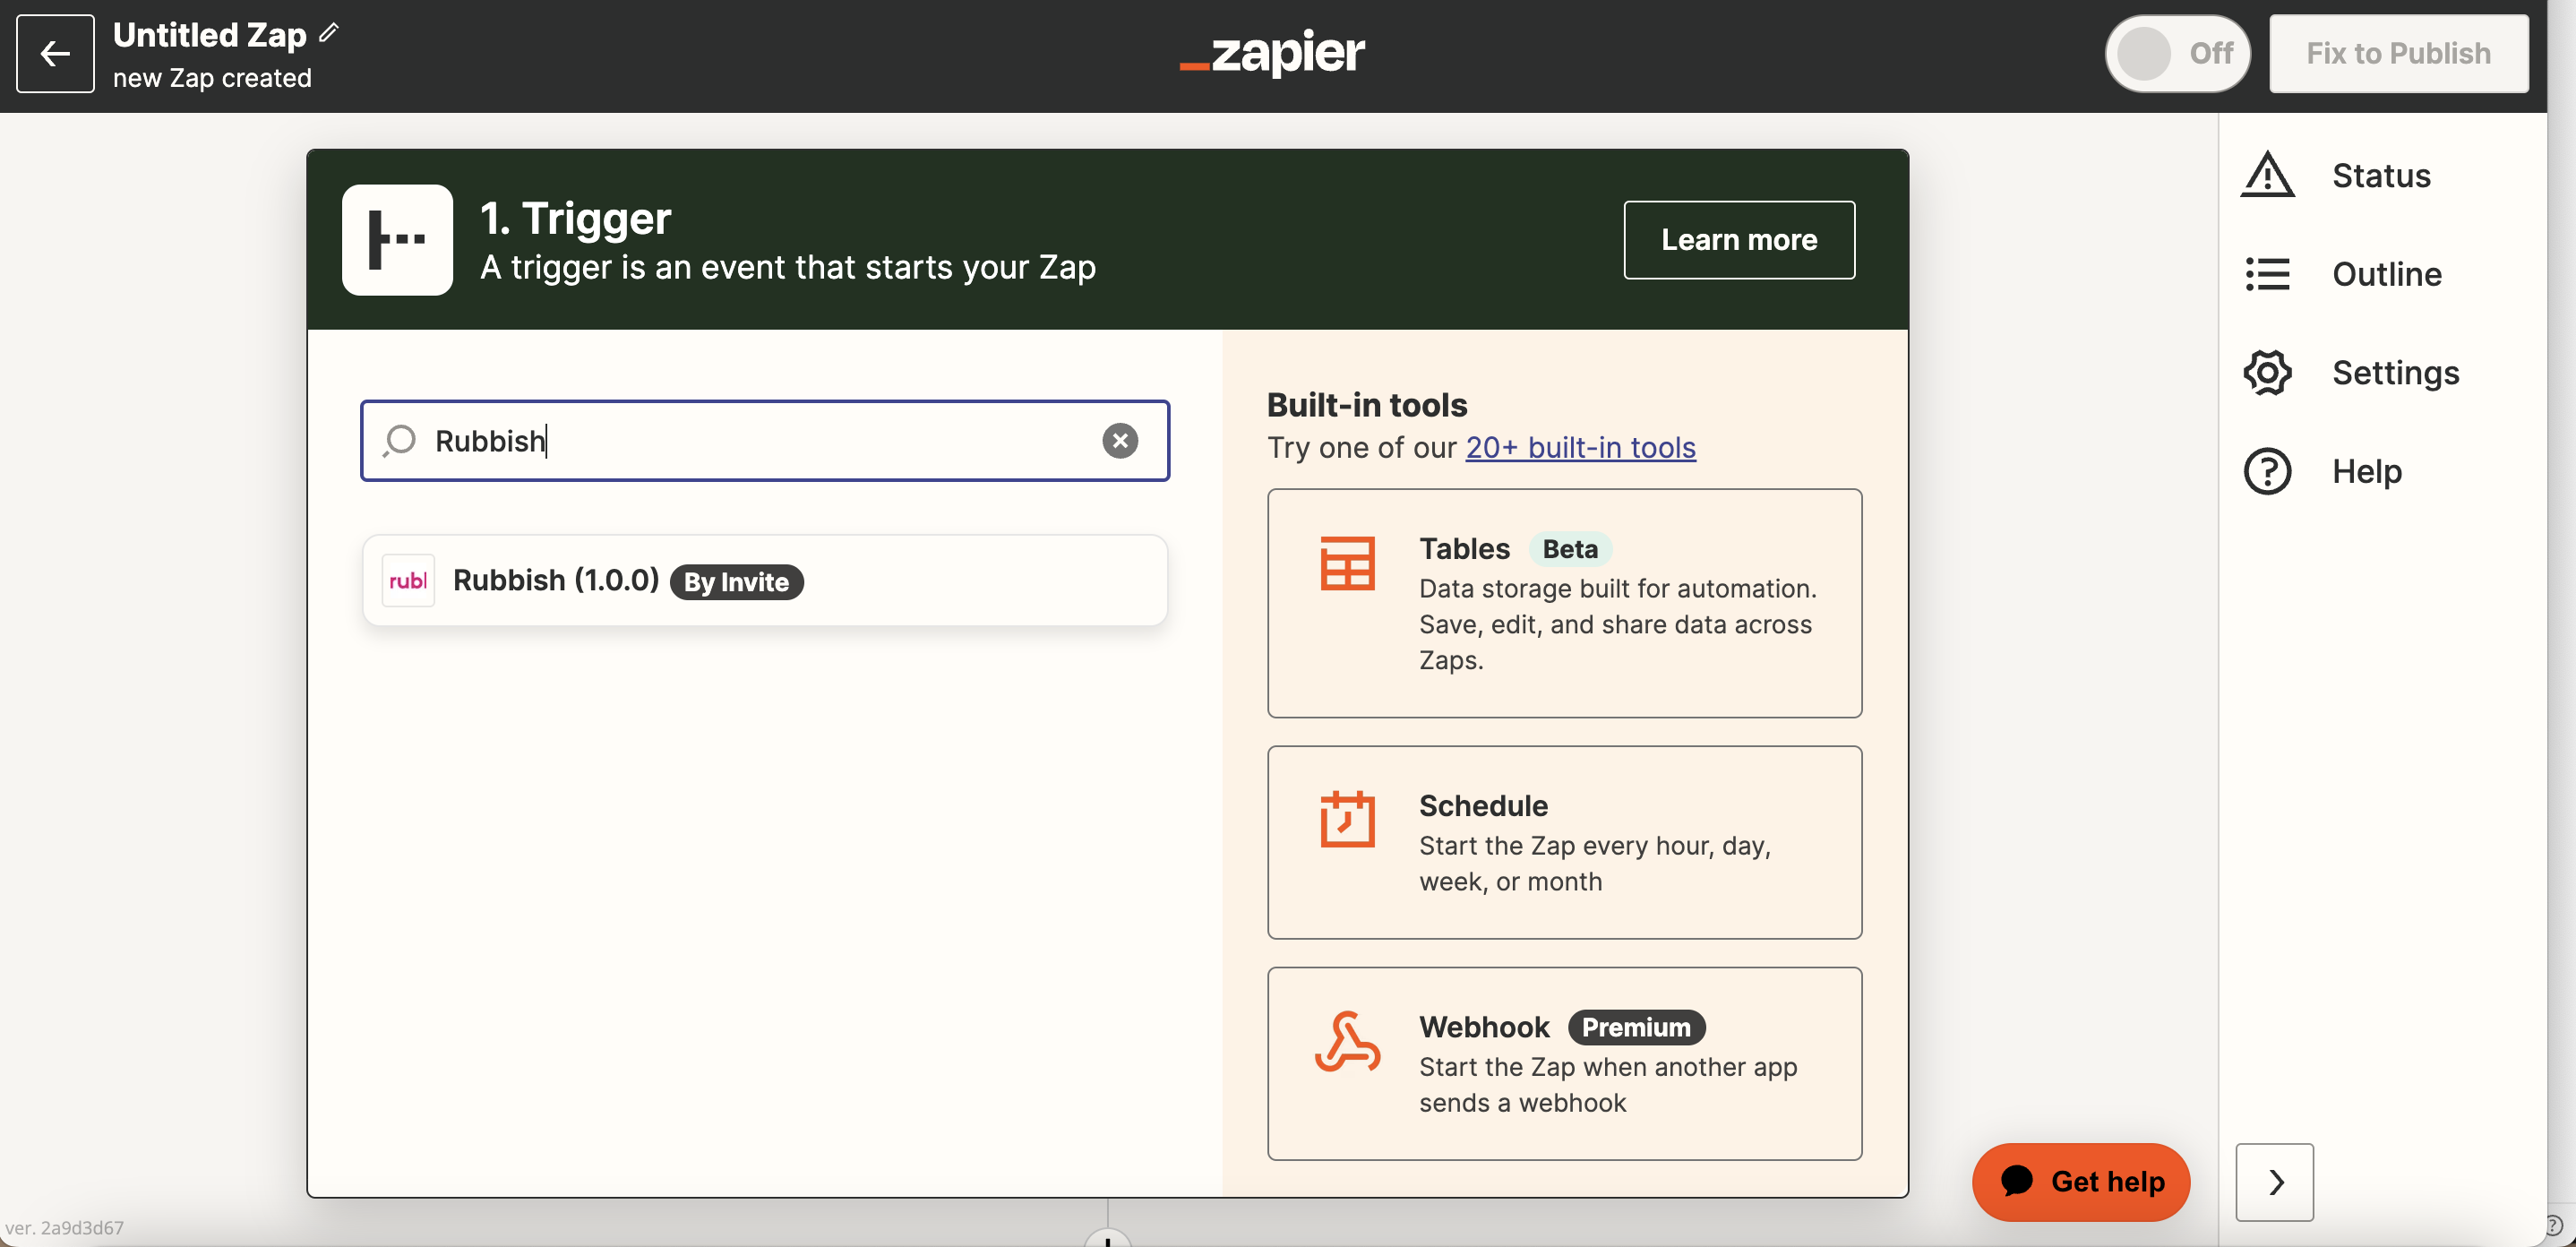 Untitled Zap
new Zap created
zapier
Off
Fix to Publish
1. Trigger
A trigger is an event that starts your Zap
Learn more
Rubbish
rubl
Rubbish (1.0.0) By Invite
Built-in tools
Try one of our 20+ built-in tools
Tables Beta
Data storage built for automation.
Save, edit, and share data across
Zaps.
Schedule
Start the Zap every hour, day,
week, or month
Webhook Premium
Start the Zap when another app
sends a webhook
Status
Outline
Settings
Help
Get help
ver. 2a9d3d67